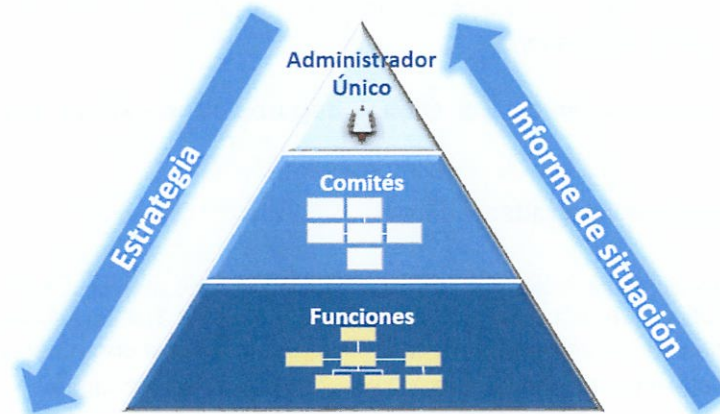 Administrador
Único
Estrategia
Informe de situación
Comités
Funciones